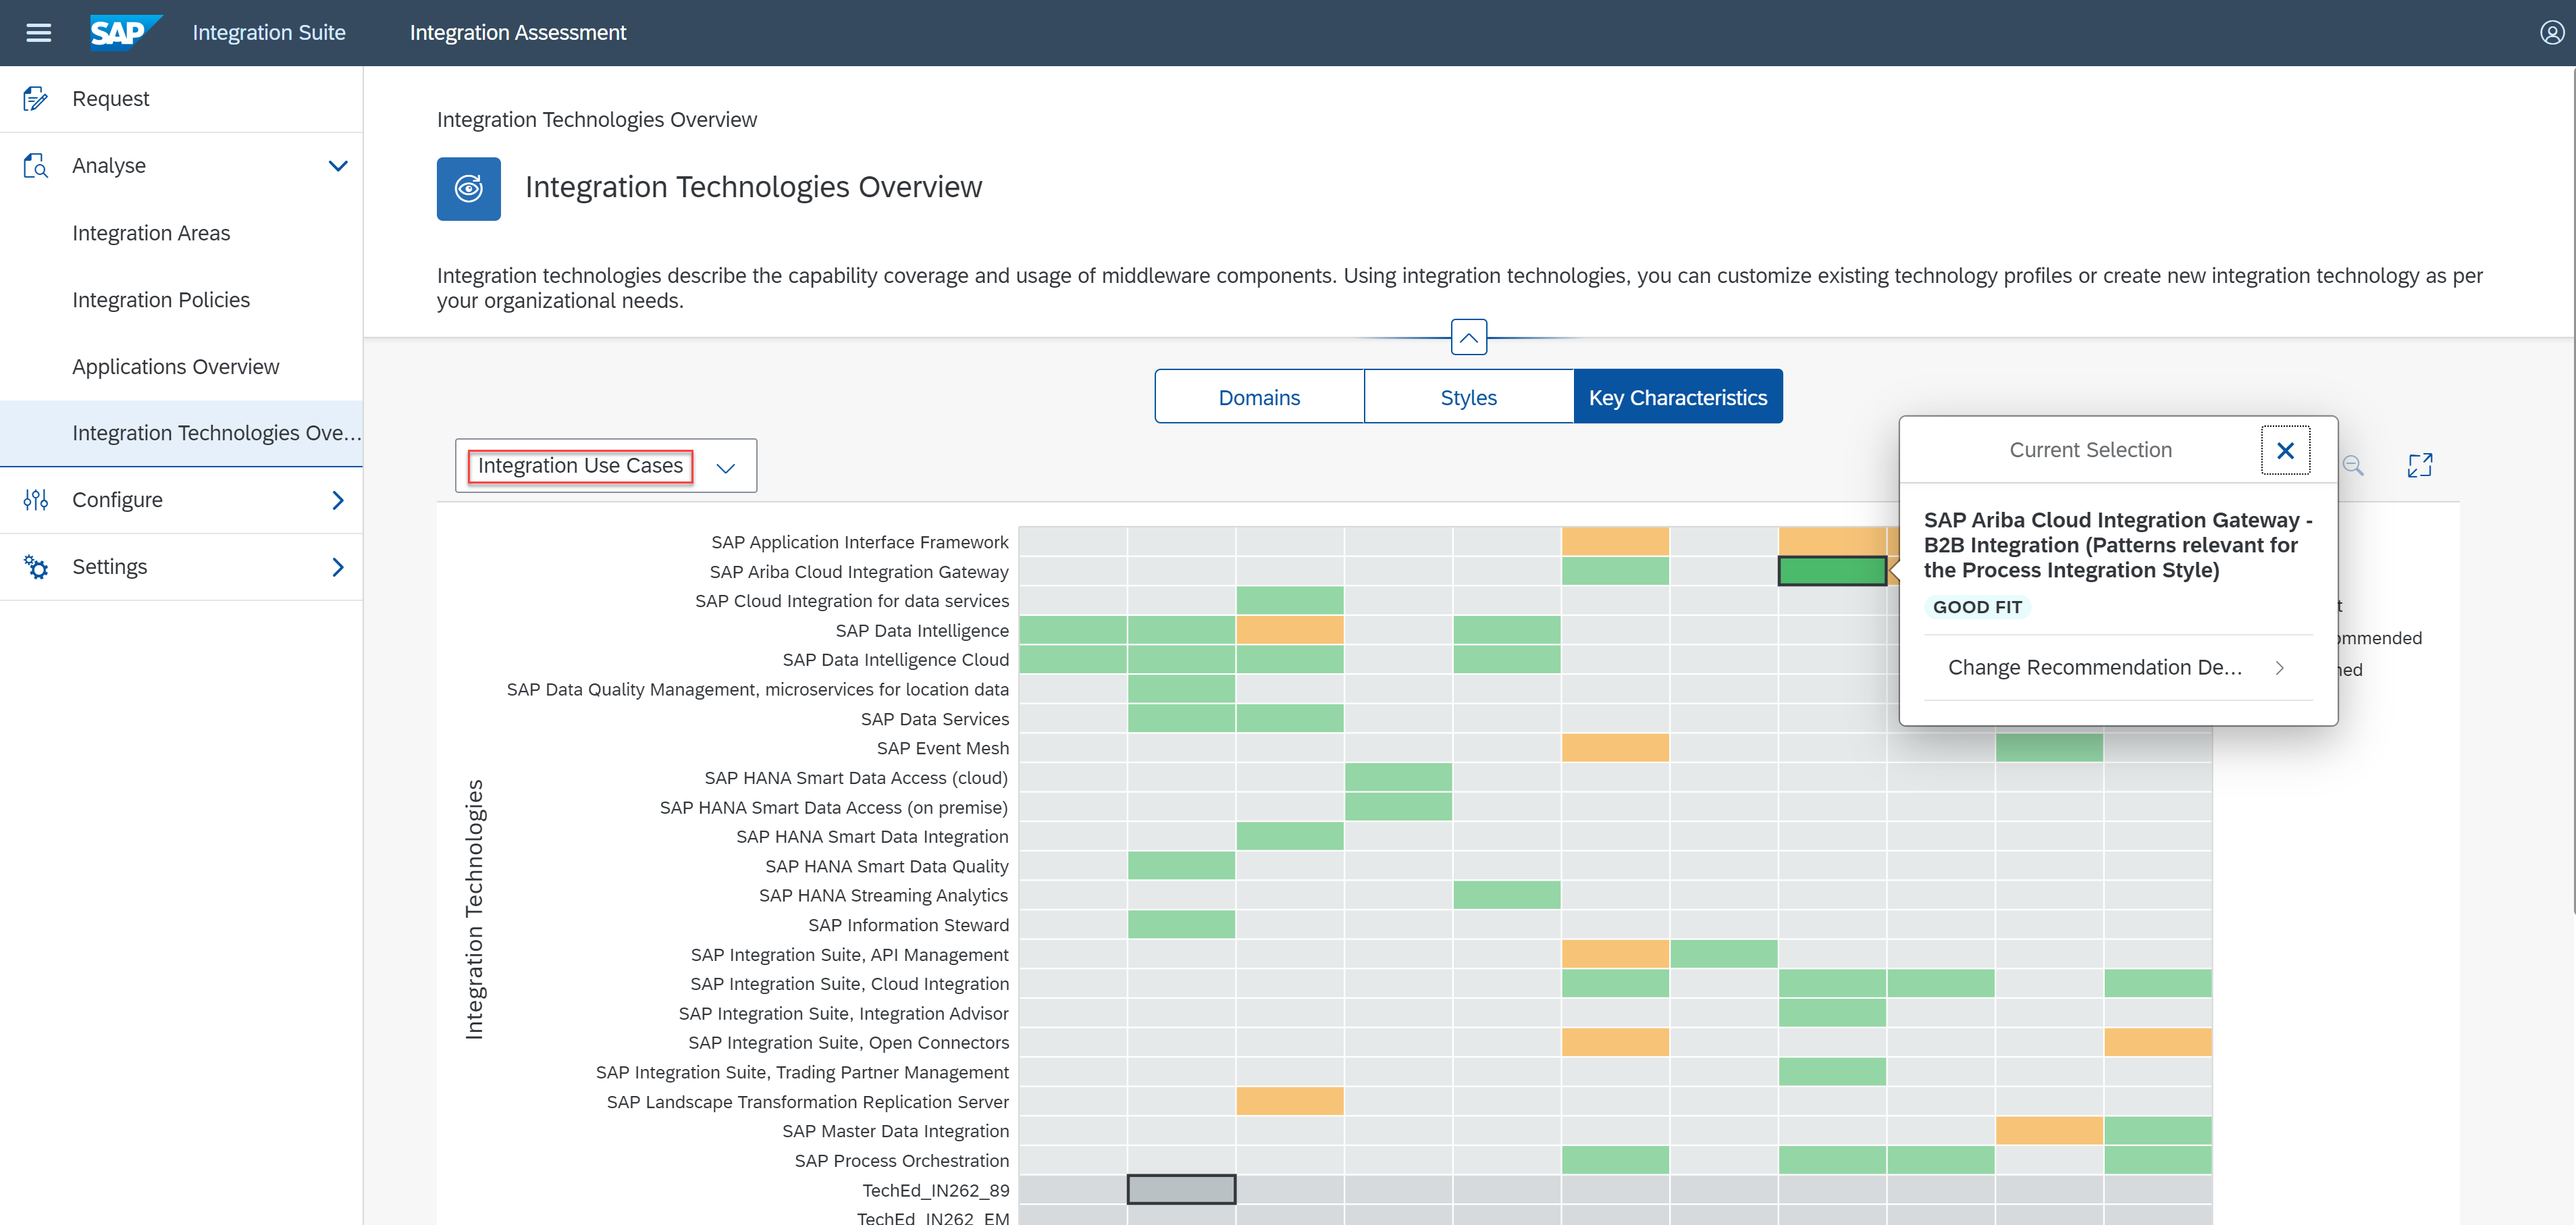 SAP Integration Suite Integration Assessment
Request
Analyse
Integration Areas
Integration Policies
Applications Overview
Integration Technologies Ove...
Configure
Settings
Integration Technologies Overview
Integration Technologies Overview
Integration technologies describe the capability coverage and usage of middleware components. Using integration technologies, you can customize existing technology profiles or create new integration technology as per
your organizational needs.
Domains Styles Key Characteristics
Integration Use Cases
Current Selection
SAP Ariba Cloud Integration Gateway -
B2B Integration (Patterns relevant for
the Process Integration Style)
GOOD FIT
Change Recommendation De...
Integration Technologies
SAP Application Interface Framework
SAP Ariba Cloud Integration Gateway
SAP Cloud Integration for data services
SAP Data Intelligence
SAP Data Intelligence Cloud
SAP Data Quality Management, microservices for location data
SAP Data Services
SAP Event Mesh
SAP HANA Smart Data Access (cloud)
SAP HANA Smart Data Access (on premise)
SAP HANA Smart Data Integration
SAP HANA Smart Data Quality
SAP HANA Streaming Analytics
SAP Information Steward
SAP Integration Suite, API Management
SAP Integration Suite, Cloud Integration
SAP Integration Suite, Integration Advisor
SAP Integration Suite, Open Connectors
SAP Integration Suite, Trading Partner Management
SAP Landscape Transformation Replication Server
SAP Master Data Integration
SAP Process Orchestration
TechEd_IN262_89
TechEd_IN262_EM